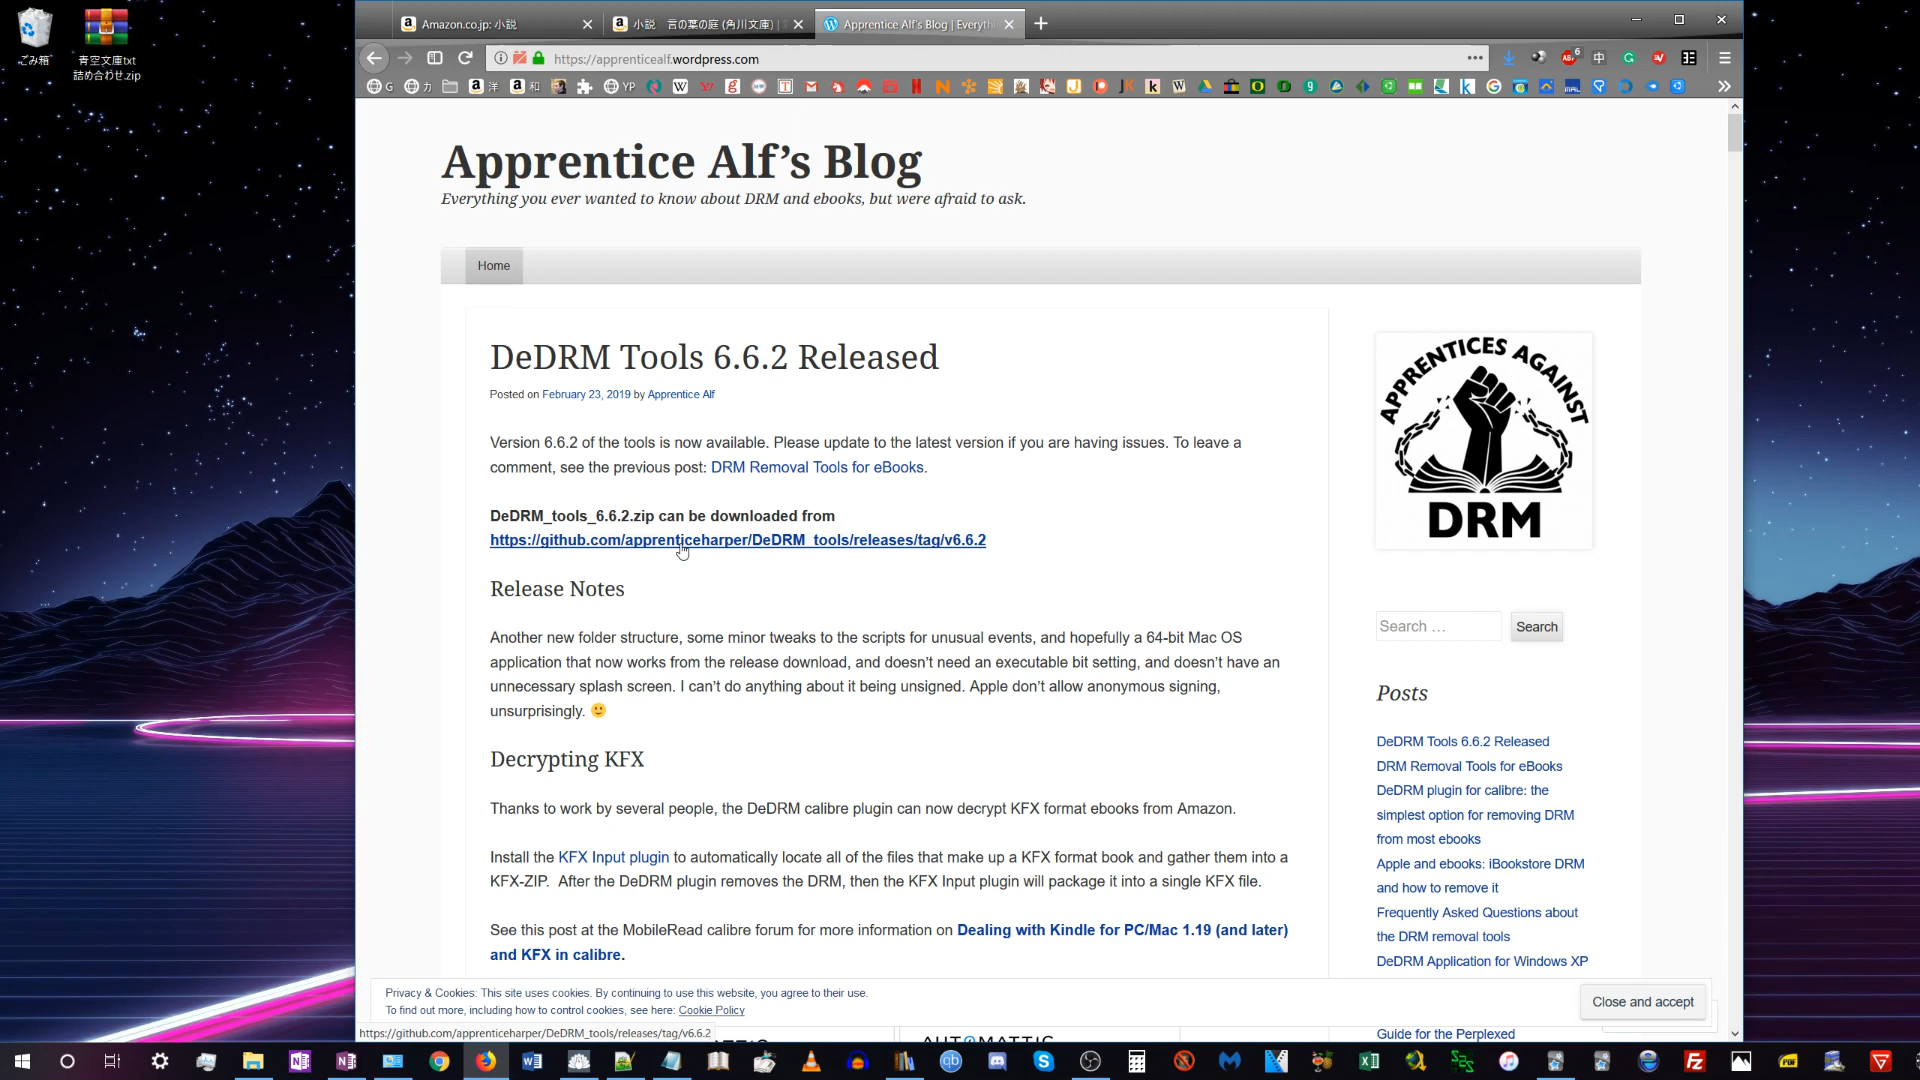 ごみ箱
青空文庫txt
詰め合わせ.zip
Amazon.co.jp: 小説
小説　言の葉の庭 (角川文庫) |
Apprentice Alf's Blog | Everyth
https://apprenticealf.wordpress.com
G
カ
洋
和
YP
Apprentice Alf's Blog
Everything you ever wanted to know about DRM and ebooks, but were afraid to ask.
Home
DeDRM Tools 6.6.2 Released
Posted on February 23, 2019 by Apprentice Alf
Version 6.6.2 of the tools is now available. Please update to the latest version if you are having issues. To leave a
comment, see the previous post: DRM Removal Tools for eBooks.
DeDRM_tools_6.6.2.zip can be downloaded from
https://github.com/apprenticeharper/DeDRM_tools/releases/tag/v6.6.2
Release Notes
Another new folder structure, some minor tweaks to the scripts for unusual events, and hopefully a 64-bit Mac OS
application that now works from the release download, and doesn't need an executable bit setting, and doesn't have an
unnecessary splash screen. I can't do anything about it being unsigned. Apple don't allow anonymous signing,
unsurprisingly. 🙂
Decrypting KFX
Thanks to work by several people, the DeDRM calibre plugin can now decrypt KFX format ebooks from Amazon.
Install the KFX Input plugin to automatically locate all of the files that make up a KFX format book and gather them into a
KFX-ZIP.  After the DeDRM plugin removes the DRM, then the KFX Input plugin will package it into a single KFX file.
See this post at the MobileRead calibre forum for more information on Dealing with Kindle for PC/Mac 1.19 (and later)
and KFX in calibre.
APPRENTICES AGAINST
DRM
Search …
Search
Posts
DeDRM Tools 6.6.2 Released
DRM Removal Tools for eBooks
DeDRM plugin for calibre: the
simplest option for removing DRM
from most ebooks
Apple and ebooks: iBookstore DRM
and how to remove it
Frequently Asked Questions about
the DRM removal tools
DeDRM Application for Windows XP
Guide for the Perplexed
Privacy & Cookies: This site uses cookies. By continuing to use this website, you agree to their use.
To find out more, including how to control cookies, see here: Cookie Policy
Close and accept
https://github.com/apprenticeharper/DeDRM_tools/releases/tag/v6.6.2
AUTOMATTIC